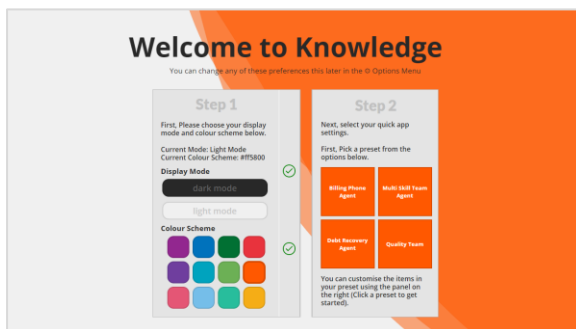 Welcome to Knowledge
You can change any of these preferences this later in the ⚙ Options Menu
Step 1
First, Please choose your display
mode and colour scheme below.
Current Mode: Light Mode
Current Colour Scheme: #ff5800
Display Mode
dark mode
light mode
Colour Scheme
Step 2
Next, select your quick app
settings.
First, Pick a preset from the
options below.
Billing Phone
Agent
Multi Skill Team
Agent
Debt Recovery
Agent
Quality Team
You can customise the items in
your preset using the panel on
the right (Click a preset to get
started).